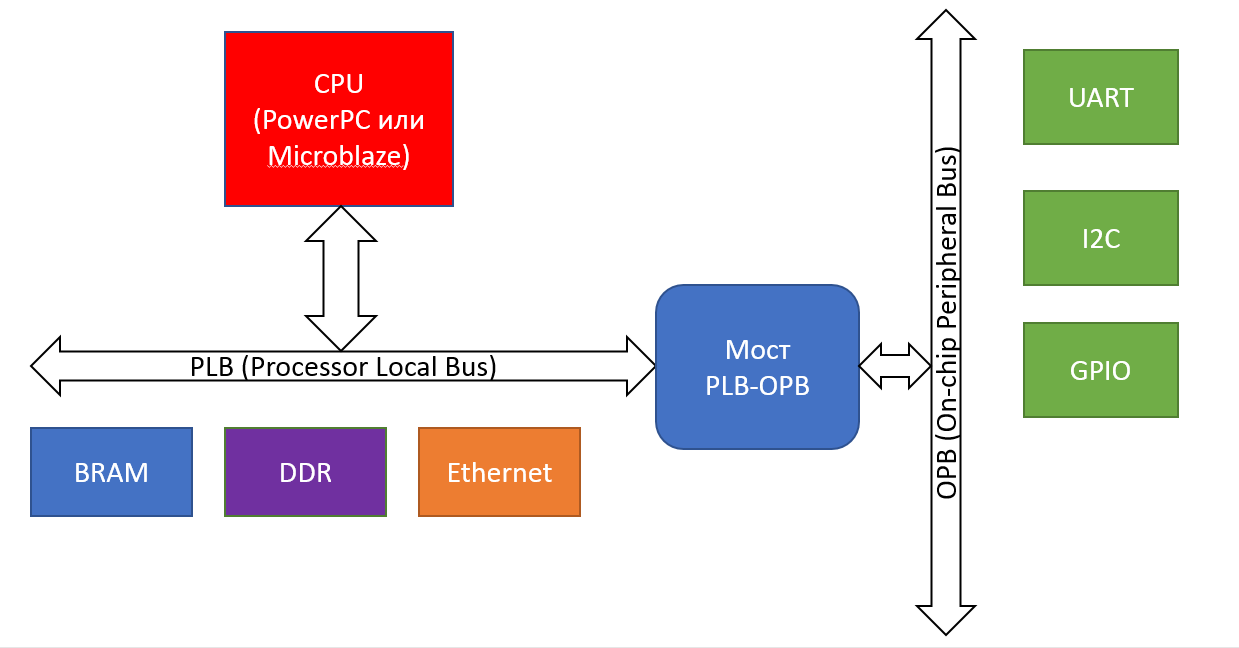 CPU
(PowerPC или
Microblaze)
PLB (Processor Local Bus)
BRAM
DDR
Ethernet
Мост
PLB-OPB
OPB (On-chip Peripheral Bus)
UART
I2C
GPIO